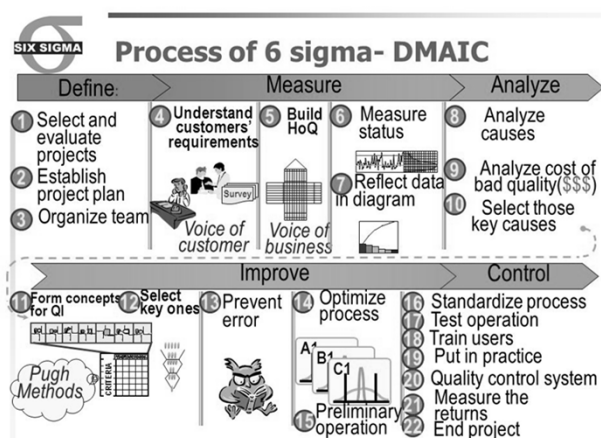 SIX SIGMA
Process of 6 sigma- DMAIC
Define:
Measure
Analyze
1 Select and
evaluate
projects
2 Establish
project plan
3 Organize team
4 Understand
customers'
requirements
Survey
Voice of
customer
5 Build
HoQ
Voice of
business
6 Measure
status
7 Reflect data
in diagram
8 Analyze
causes
9 Analyze cost of
bad quality($$$)
10 Select those
key causes
Improve
Control
11 Form concepts
for QI
12 Select
key ones
Pugh
Methods
CRITERIA
13 Prevent
error
14 Optimize
process
A1
B1
C1
15 Preliminary
operation
16 Standardize process
17 Test operation
18 Train users
19 Put in practice
20 Quality control system
21 Measure the
returns
22 End project